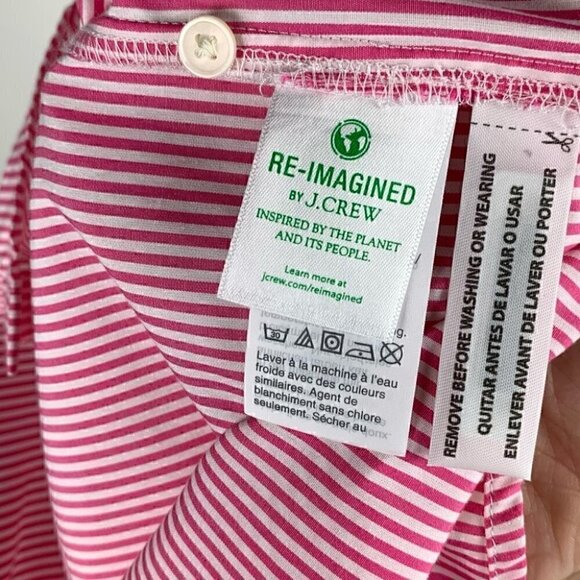 RE-IMAGINED
BY J.CREW
INSPIRED BY THE PLANET
AND ITS PEOPLE.
Learn more at
jcrew.com/reimagined
30
Laver à la machine à l'eau
froide avec des couleurs
similaires. Agent de
blanchiment sans chlore
seulement. Sécher au
REMOVE BEFORE WASHING OR WEARING
QUITAR ANTES DE LAVAR O USAR
ENLEVER AVANT DE LAVER OU PORTER